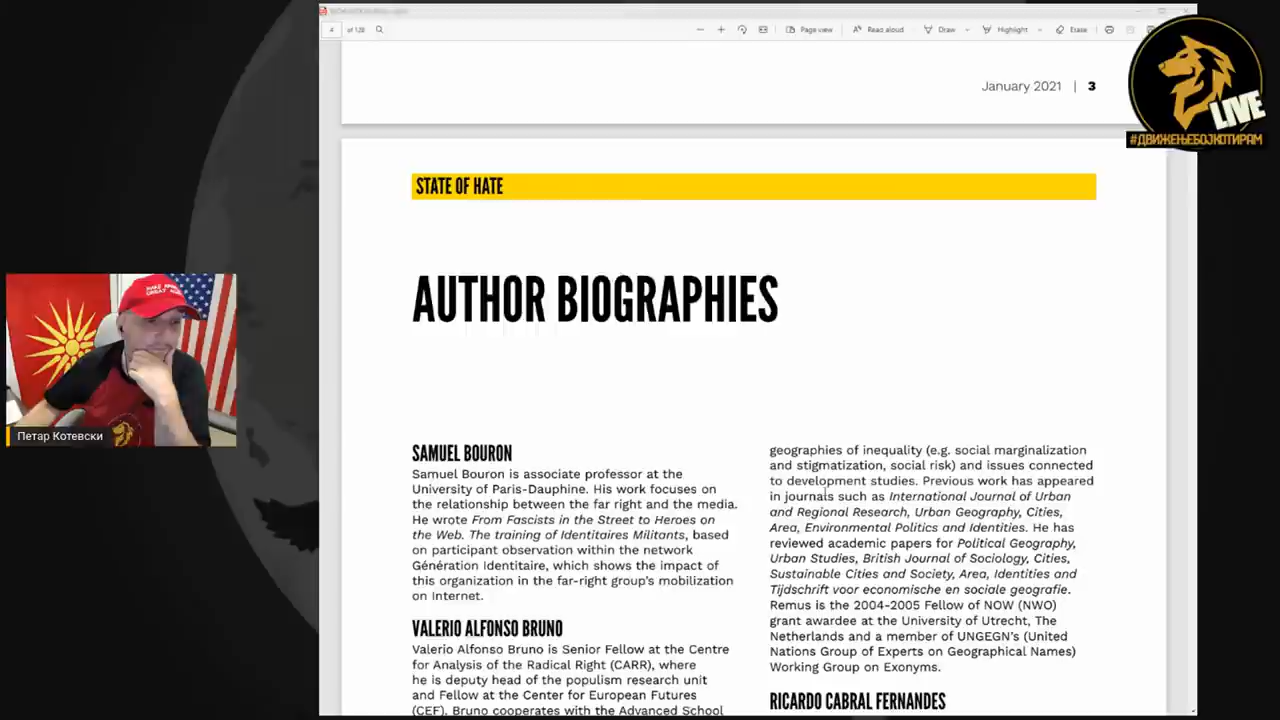 4 of 128
Page view
Read aloud
Draw
Highlight
Erase
January 2021 | 3
LIVE
#ДВИЖЕЊЕБОЈКОТИРАМ
STATE OF HATE
AUTHOR BIOGRAPHIES
Петар Котевски
SAMUEL BOURON
Samuel Bouron is associate professor at the
University of Paris-Dauphine. His work focuses on
the relationship between the far right and the media.
He wrote From Fascists in the Street to Heroes on
the Web. The training of Identitaires Militants, based
on participant observation within the network
Génération Identitaire, which shows the impact of
this organization in the far-right group's mobilization
on Internet.
VALERIO ALFONSO BRUNO
Valerio Alfonso Bruno is Senior Fellow at the Centre
for Analysis of the Radical Right (CARR), where
he is deputy head of the populism research unit
and Fellow at the Center for European Futures
(CEF). Bruno cooperates with the Advanced School
geographies of inequality (e.g. social marginalization
and stigmatization, social risk) and issues connected
to development studies. Previous work has appeared
in journals such as International Journal of Urban
and Regional Research, Urban Geography, Cities,
Area, Environmental Politics and Identities. He has
reviewed academic papers for Political Geography,
Urban Studies, British Journal of Sociology, Cities,
Sustainable Cities and Society, Area, Identities and
Tijdschrift voor economische en sociale geografie.
Remus is the 2004-2005 Fellow of NOW (NWO)
grant awardee at the University of Utrecht, The
Netherlands and a member of UNGEGN's (United
Nations Group of Experts on Geographical Names)
Working Group on Exonyms.
RICARDO CABRAL FERNANDES